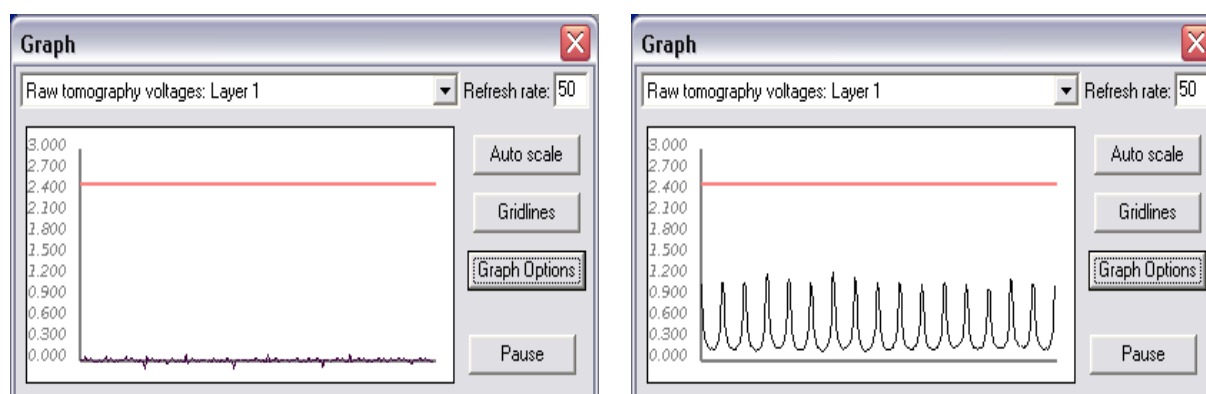 Graph
Raw tomography voltages: Layer 1
Refresh rate: 50
3.000
2.700
2.400
2.100
1.800
1.500
1.200
0.900
0.600
0.300
0.000
Auto scale
Gridlines
Graph Options
Pause
Graph
Raw tomography voltages: Layer 1
Refresh rate: 50
3.000
2.700
2.400
2.100
1.800
1.500
1.200
0.900
0.600
0.300
0.000
Auto scale
Gridlines
Graph Options
Pause